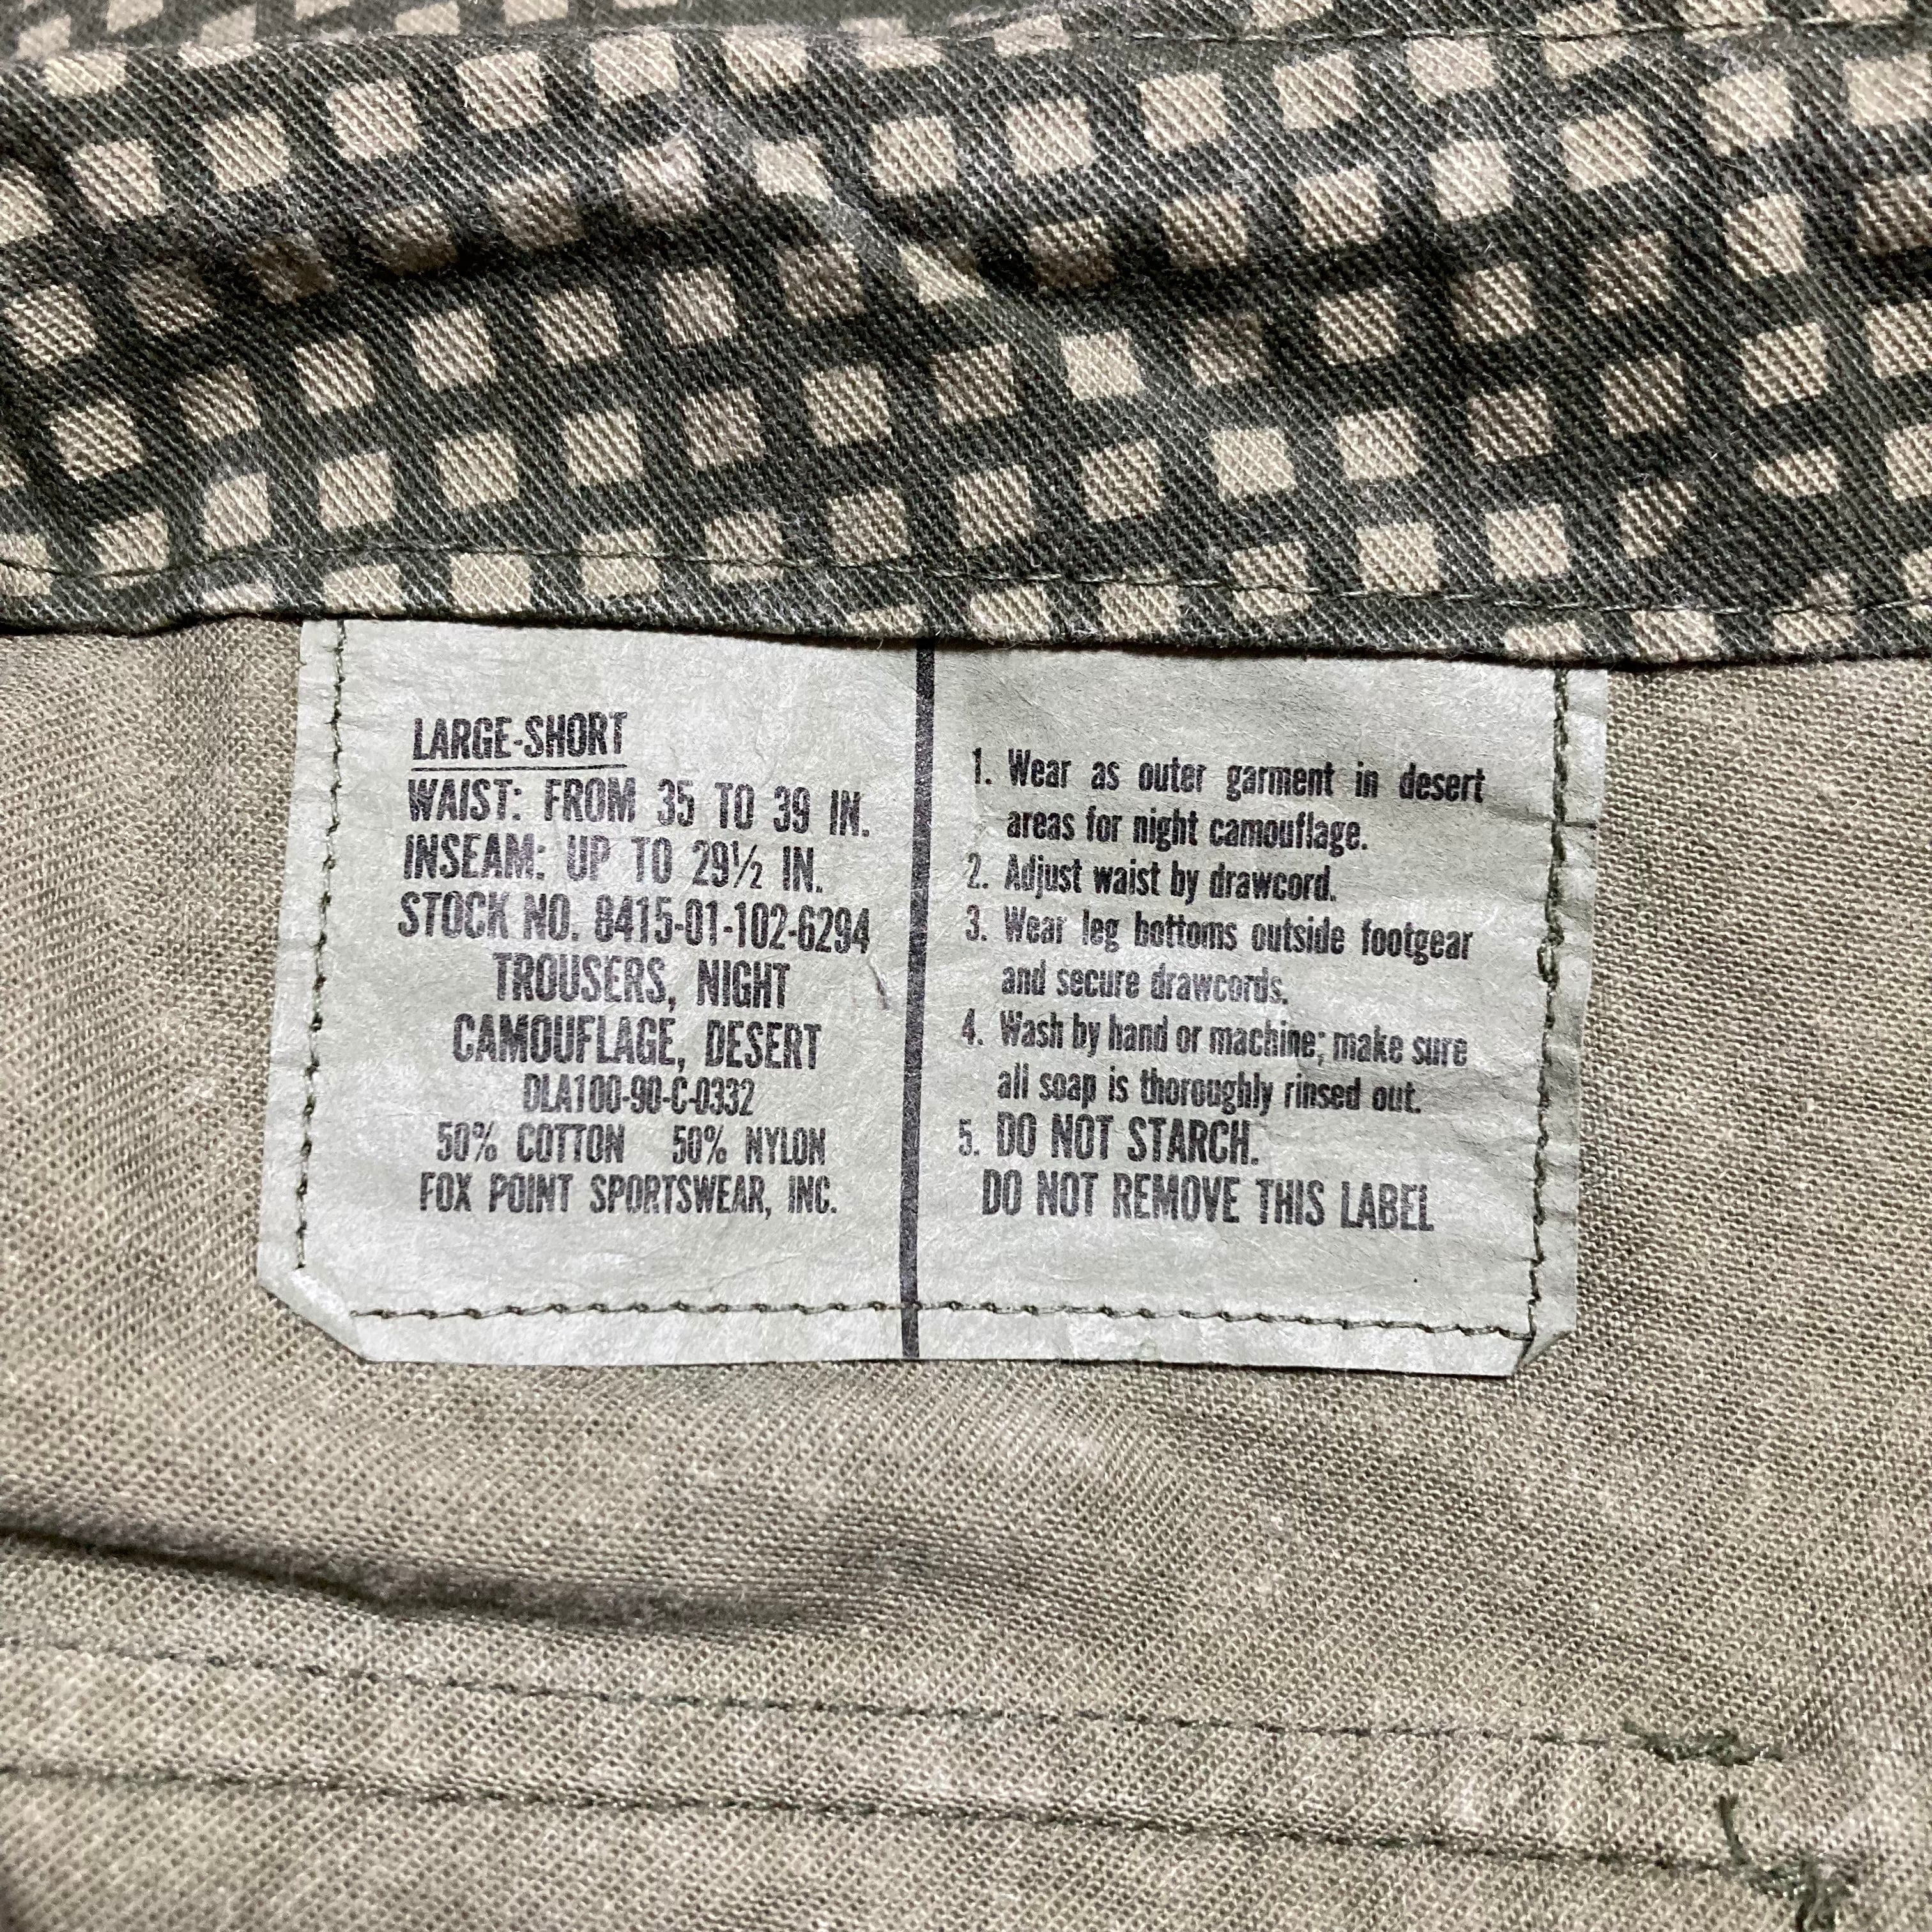 LARGE-SHORT
WAIST: FROM 35 TO 39 IN.
INSEAM: UP TO 29½ IN.
STOCK NO. 8415-01-102-6294
TROUSERS, NIGHT
CAMOUFLAGE, DESERT
DLA100-90-C-0332
50% COTTON 50% NYLON
FOX POINT SPORTSWEAR, INC.
1. Wear as outer garment in desert
areas for night camouflage.
2. Adjust waist by drawcord.
3. Wear leg bottoms outside footgear
and secure drawcords.
4. Wash by hand or machine; make sure
all soap is thoroughly rinsed out.
5. DO NOT STARCH.
DO NOT REMOVE THIS LABEL